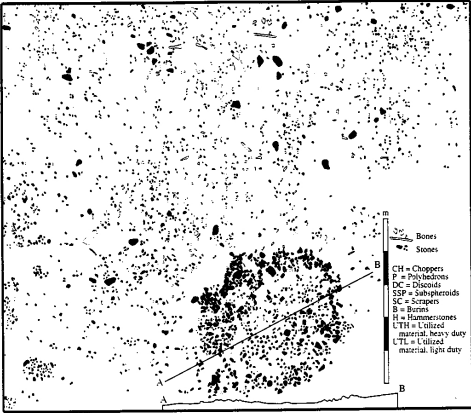 m
Bones
Stones
CH = Choppers
P = Polyhedrons
DC = Discoids
SSP = Subspheroids
SC = Scrapers
B = Burins
H = Hammerstones
UTH = Utilized
material, heavy duty
UTL = Utilized
material, light duty
B
A
A
B